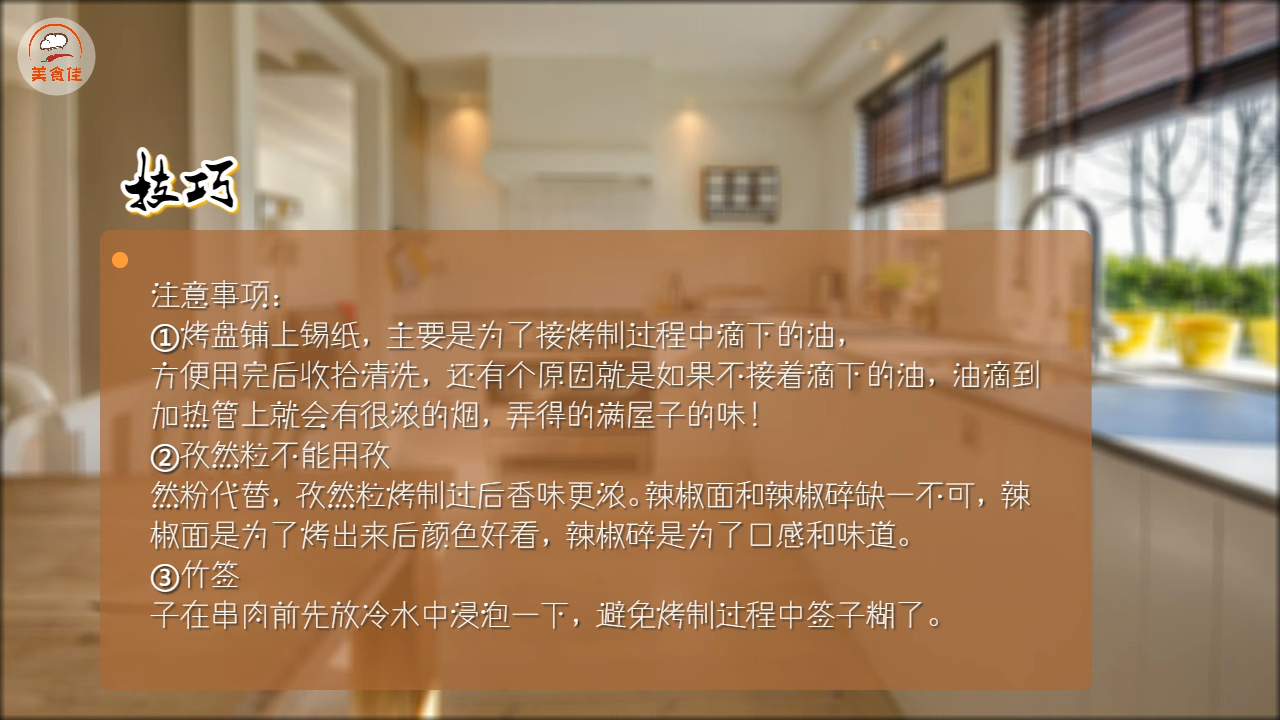 美食佳
技巧
注意事项：
①烤盘铺上锡纸，主要是为了接烤制过程中滴下的油，
方便用完后收拾清洗，还有个原因就是如果不接着滴下的油，油滴到
加热管上就会有很浓的烟，弄得的满屋子的味！
②孜然粒不能用孜
然粉代替，孜然粒烤制过后香味更浓。辣椒面和辣椒碎缺一不可，辣
椒面是为了烤出来后颜色好看，辣椒碎是为了口感和味道。
③竹签
子在串肉前先放冷水中浸泡一下，避免烤制过程中签子糊了。